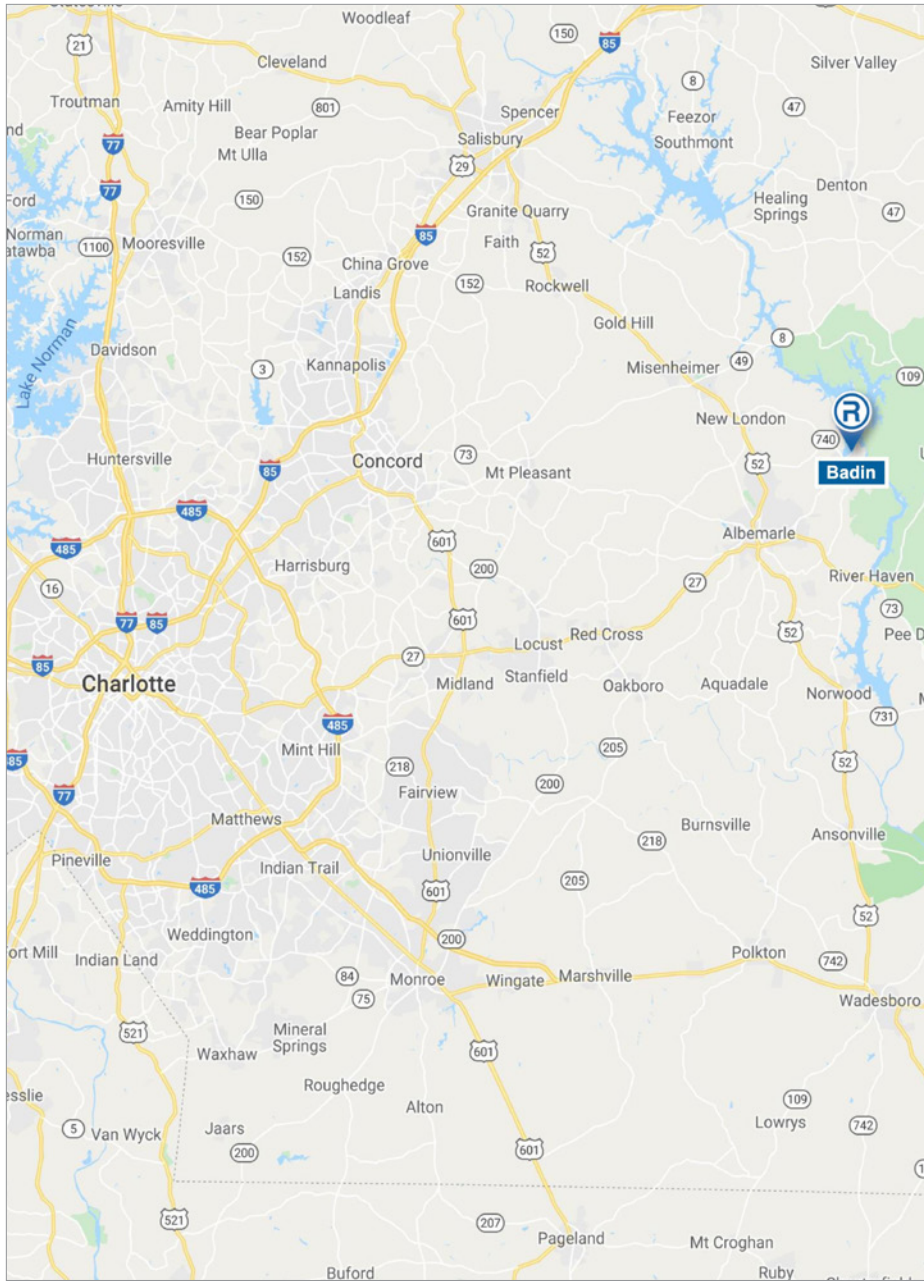 Statesville
Woodleaf
150
85
21
Cleveland
Silver Valley
8
Troutman
Amity Hill
801
Spencer
Feezor
47
Bear Poplar
Salisbury
Southmont
77
Mt Ulla
29
77
150
Healing
Springs
Denton
Ford
Granite Quarry
47
Norman
atawba
1100
Mooresville
85
Faith
52
152
China Grove
152
Rockwell
Landis
Gold Hill
Lake Norman
Davidson
8
Kannapolis
49
3
Misenheimer
109
R
New London
740
Huntersville
85
Concord
73
Mt Pleasant
52
Badin
485
485
601
Albemarle
Harrisburg
200
27
River Haven
16
77
85
601
Red Cross
52
73
Locust
Pee D
85
27
Charlotte
Midland
Stanfield
Oakboro
Aquadale
Norwood
731
485
Mint Hill
205
485
218
200
52
77
Fairview
Matthews
Burnsville
Ansonville
218
Pineville
Indian Trail
Unionville
485
601
205
52
Weddington
200
ort Mill
Indian Land
Polkton
742
84
Monroe
Wingate
Marshville
75
Wadesboro
521
Mineral
Springs
601
Waxhaw
Roughedge
esslie
Alton
109
5
Van Wyck
Jaars
Lowrys
742
200
601
521
207
Pageland
Mt Croghan
Buford
Ruby